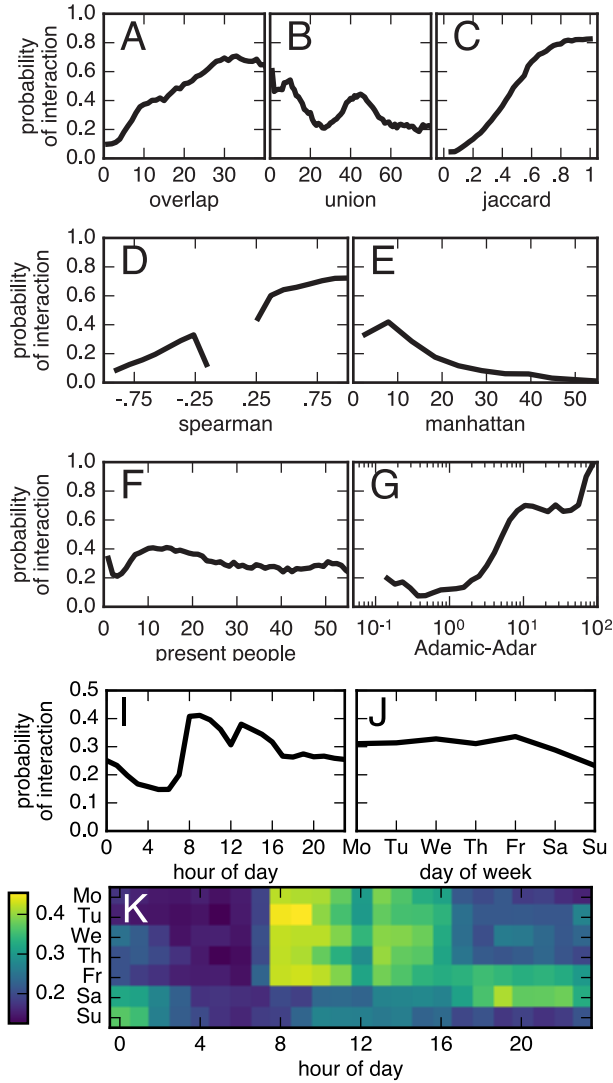 A B C
probability
of interaction
1.0
0.8
0.6
0.4
0.2
0.0
0 10 20 30 0 20 40 60 0 .2 .4 .6 .8 1
overlap union jaccard
D E
probability
of interaction
1.0
0.8
0.6
0.4
0.2
0.0
-.75 -.25 .25 .75 0 10 20 30 40 50
spearman manhattan
F G
probability
of interaction
1.0
0.8
0.6
0.4
0.2
0.0
0 10 20 30 40 50 10⁻¹ 10⁰ 10¹ 10²
present people Adamic-Adar
I J
probability
of interaction
0.5
0.4
0.3
0.2
0.1
0.0
0 4 8 12 16 20 Mo Tu We Th Fr Sa Su
hour of day day of week
K
0.4
0.3
0.2
Mo
Tu
We
Th
Fr
Sa
Su
0 4 8 12 16 20
hour of day